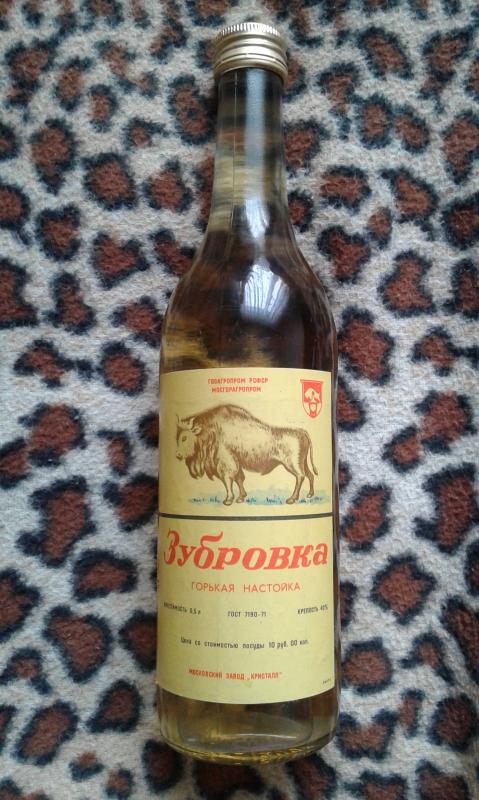 ГОСАГРОПРОМ РСФСР
МОСГОРАГРОПРОМ
Зубровка
ГОРЬКАЯ НАСТОЙКА
ВМЕСТИМОСТЬ 0,5 л ГОСТ 7190-71 КРЕПОСТЬ 40%
Цена со стоимостью посуды 10 руб. 00 коп.
МОСКОВСКИЙ ЗАВОД „КРИСТАЛЛ"